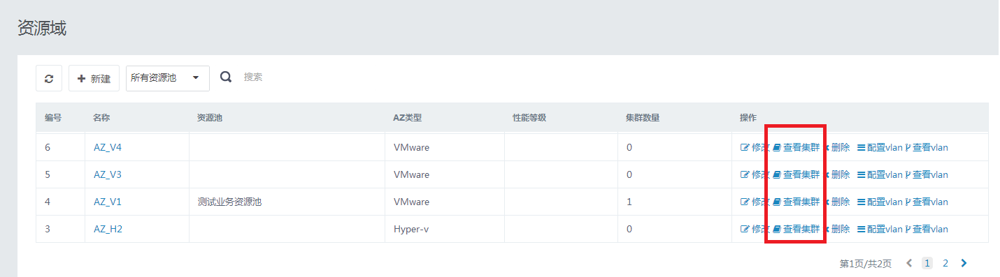 资源域
新建 所有资源池 搜索
编号 名称 资源池 AZ类型 性能等级 集群数量 操作
6 AZ_V4 VMware 0 修改 查看集群 删除 配置vlan 查看vlan
5 AZ_V3 VMware 0 修改 查看集群 删除 配置vlan 查看vlan
4 AZ_V1 测试业务资源池 VMware 1 修改 查看集群 删除 配置vlan 查看vlan
3 AZ_H2 Hyper-v 0 修改 查看集群 删除 配置vlan 查看vlan
第1页/共2页 1 2